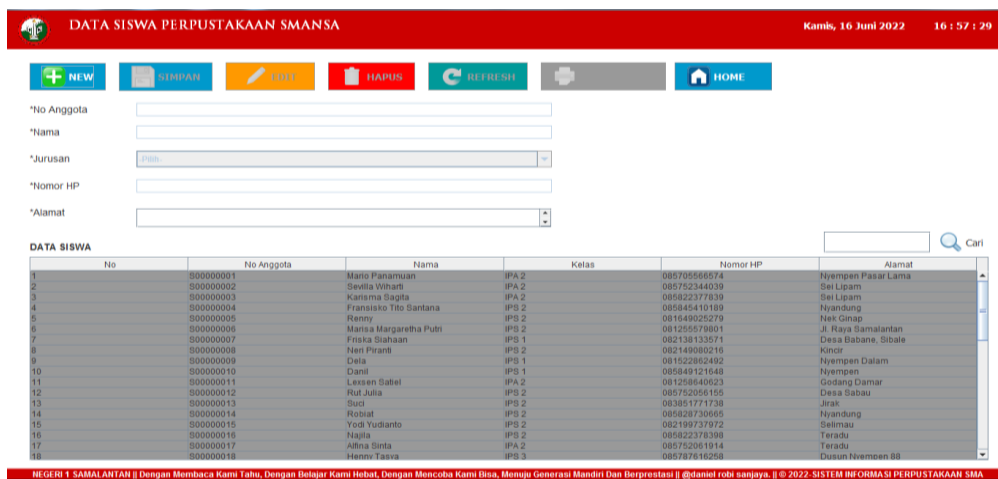 DATA SISWA PERPUSTAKAAN SMANSA Kamis, 16 Juni 2022 16 : 57 : 29
NEW SIMPAN EDIT HAPUS REFRESH HOME
*No Anggota
*Nama
*Jurusan -Pilih-
*Nomor HP
*Alamat
DATA SISWA Cari
No No Anggota Nama Kelas Nomor HP Alamat
1 S00000001 Mario Panamuan IPA 2 085705566574 Nyempen Pasar Lama
2 S00000002 Sevilla Wiharti IPA 2 085752344039 Sei Lipam
3 S00000003 Karisma Sagita IPA 2 085822377839 Sei Lipam
4 S00000004 Fransisko Tito Santana IPS 2 085845410189 Nyandung
5 S00000005 Renny IPS 2 081649025279 Nek Ginap
6 S00000006 Marisa Margaretha Putri IPS 2 081255579801 Jl. Raya Samalantan
7 S00000007 Friska Siahaan IPS 1 082138133571 Desa Babane, Sibale
8 S00000008 Neri Piranti IPS 2 082149080216 Kincir
9 S00000009 Dela IPS 1 081522862492 Nyempen Dalam
10 S00000010 Danil IPS 1 085849121648 Nyempen
11 S00000011 Lexsen Satiel IPA 2 081258640623 Godang Damar
12 S00000012 Rut Julia IPS 2 085752056155 Desa Sabau
13 S00000013 Suci IPS 2 083851771738 Jirak
14 S00000014 Robiat IPS 2 085828730665 Nyandung
15 S00000015 Yodi Yudianto IPS 2 082199737972 Selimau
16 S00000016 Najila IPS 2 085822378398 Teradu
17 S00000017 Alfina Sinta IPA 2 085752061914 Teradu
18 S00000018 Henny Tasya IPS 3 085787616258 Dusun Nyempen 88
NEGERI 1 SAMALANTAN || Dengan Membaca Kami Tahu, Dengan Belajar Kami Hebat, Dengan Mencoba Kami Bisa, Menuju Generasi Mandiri Dan Berprestasi || @daniel robi sanjaya. || © 2022-SISTEM INFORMASI PERPUSTAKAAN SMA